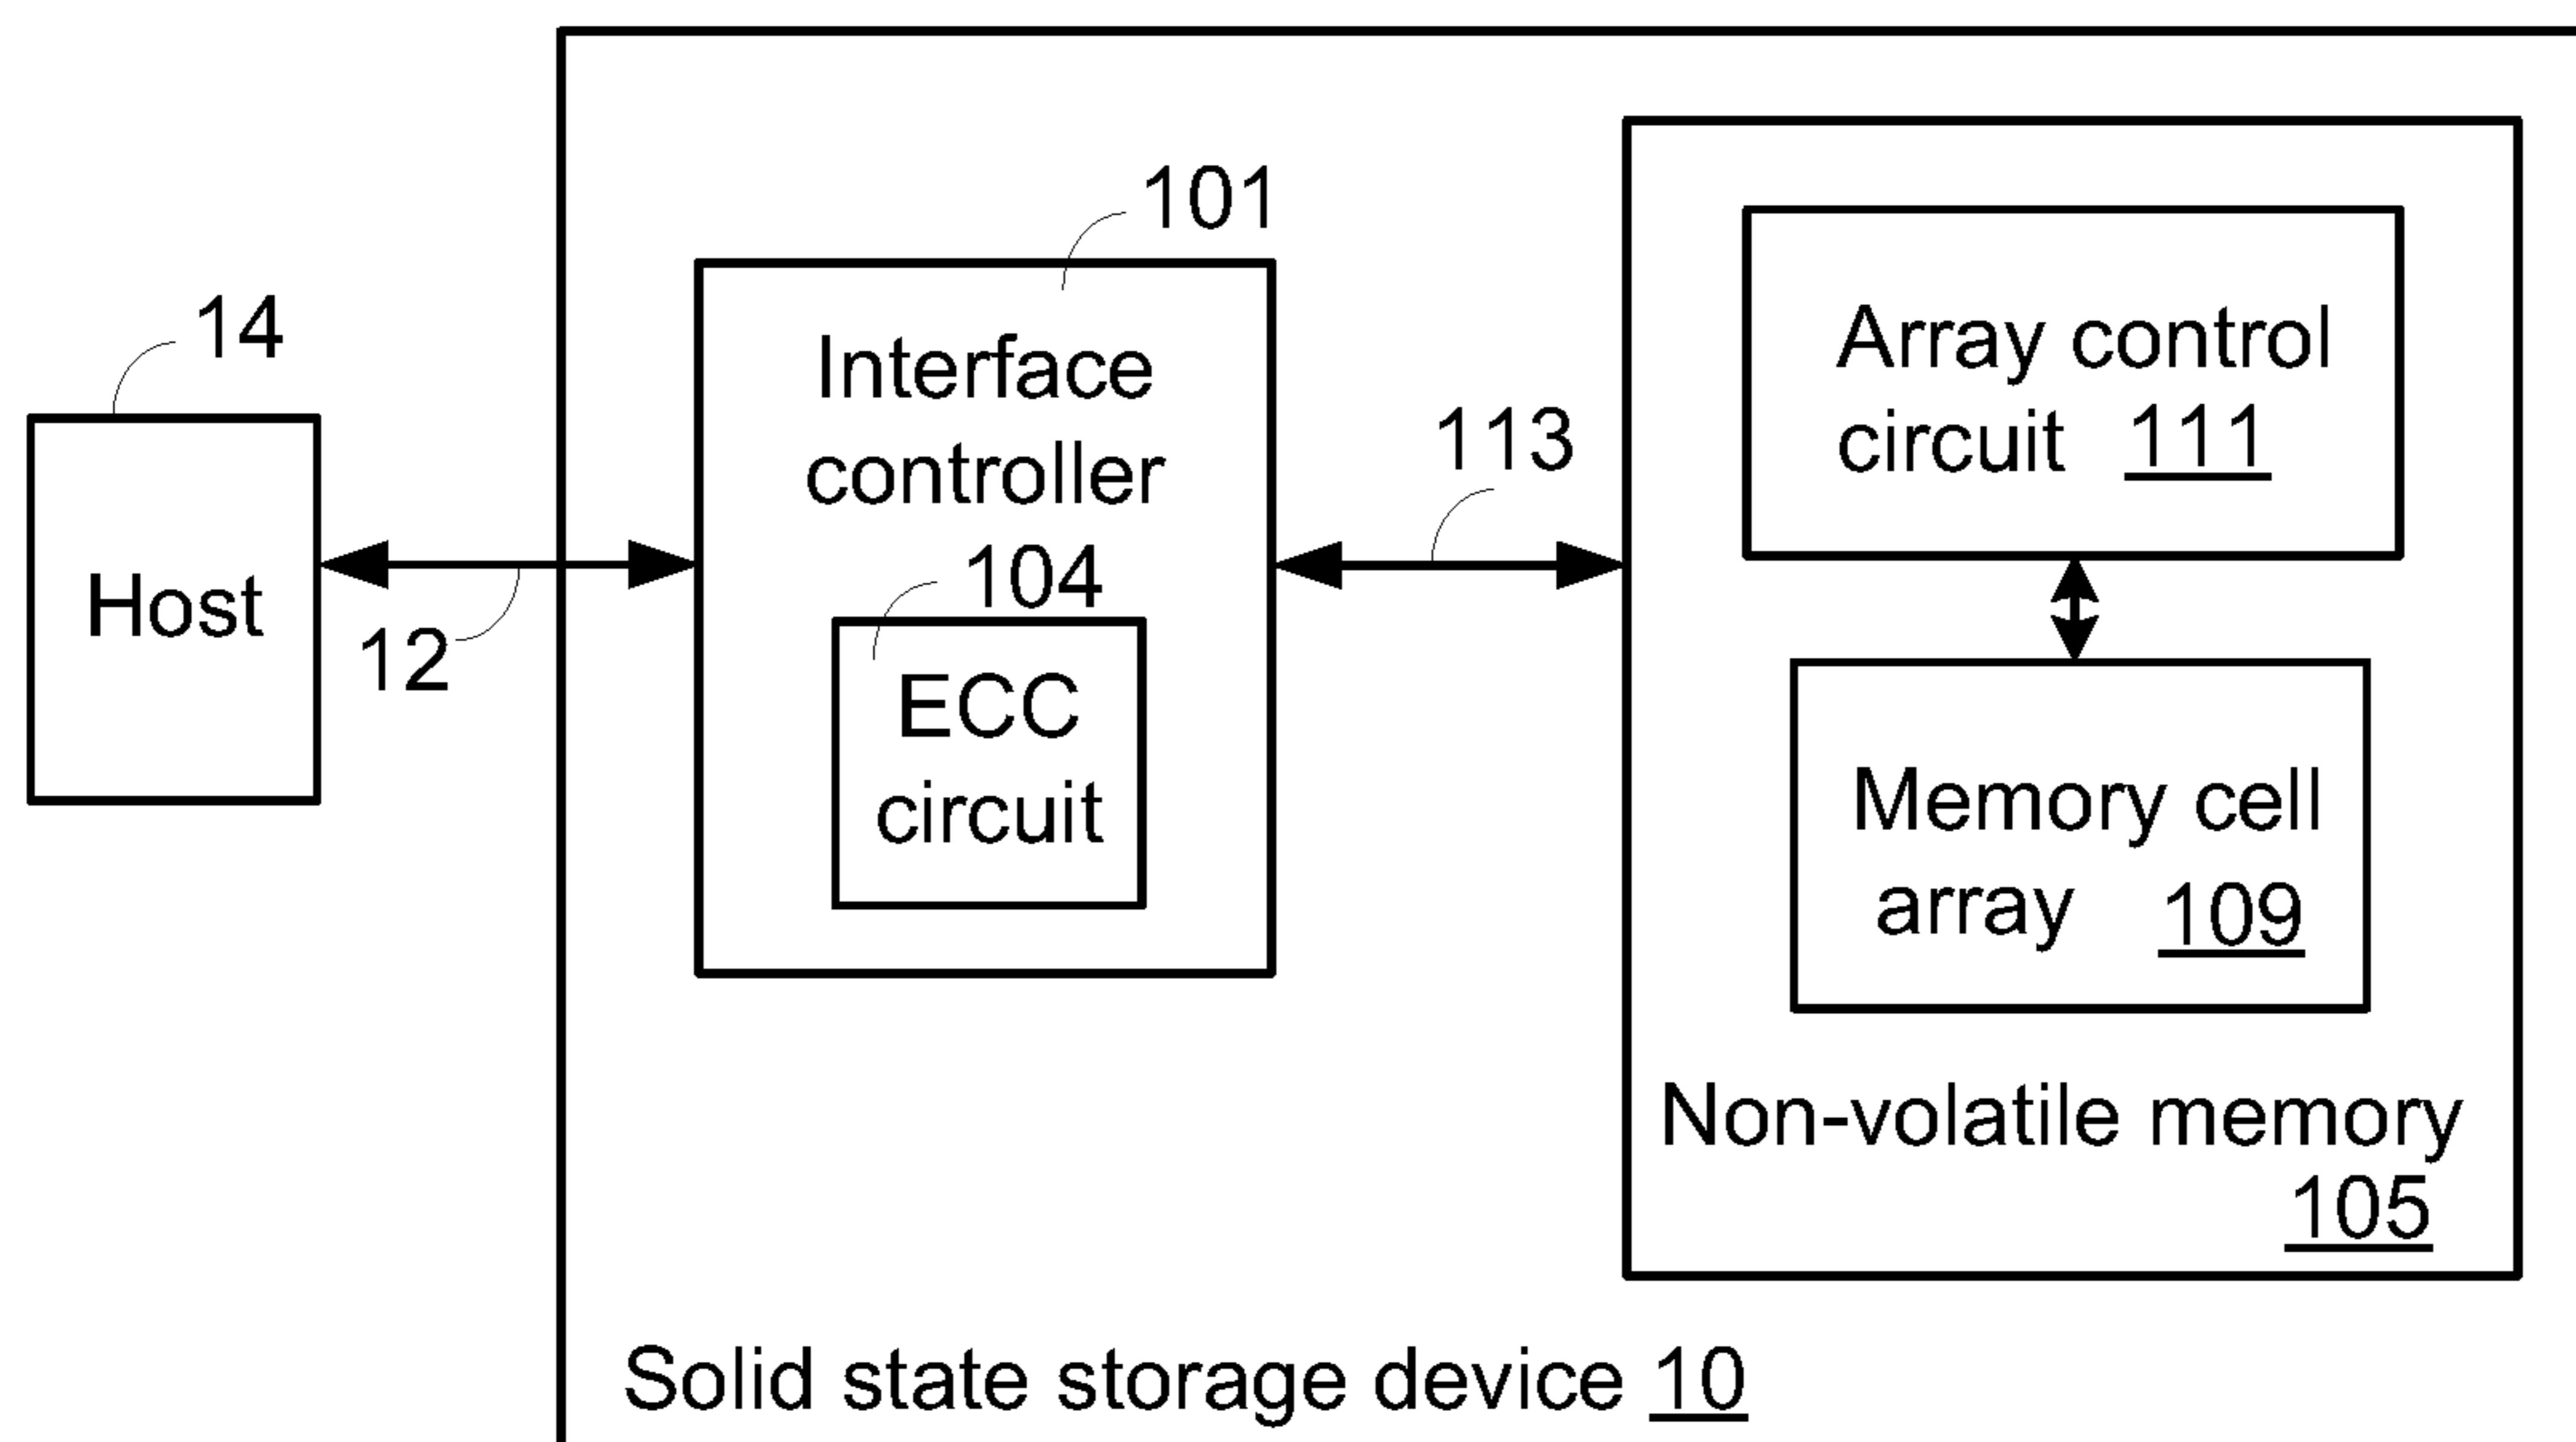 14
Host
12
101
Interface
controller
104
ECC
circuit
113
Array control
circuit 111
Memory cell
array 109
Non-volatile memory
105
Solid state storage device 10